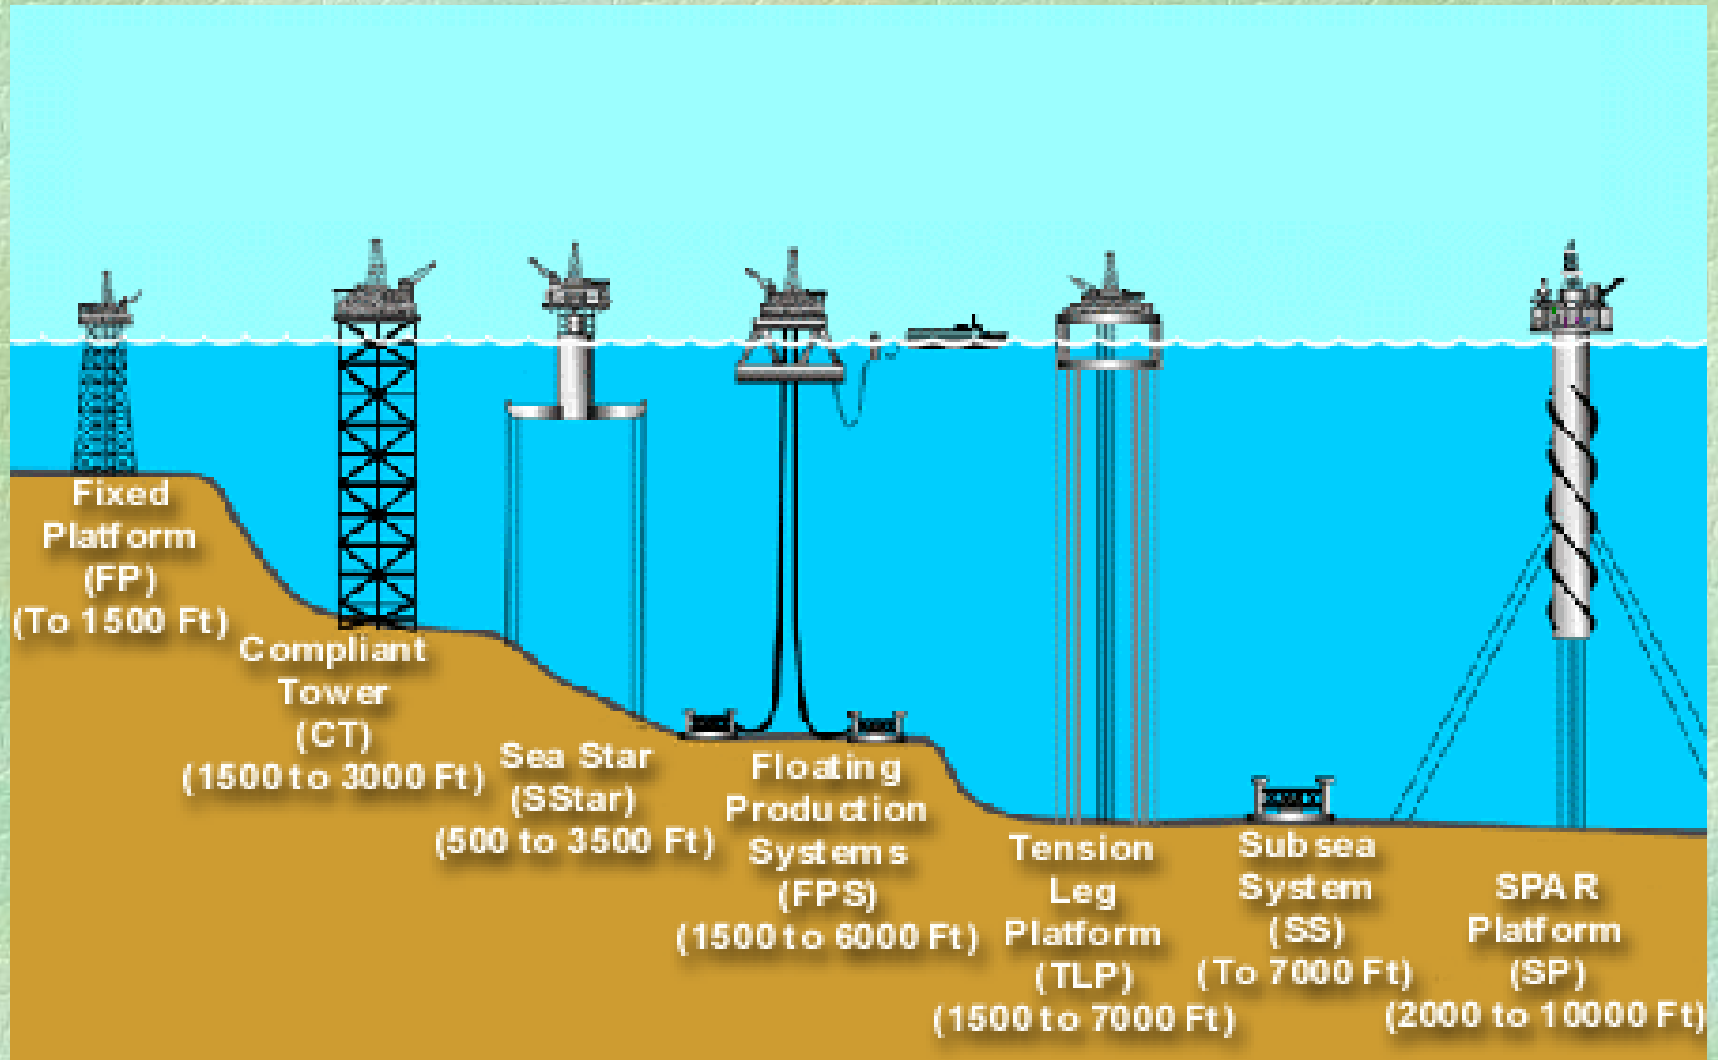 Fixed
Platform
(FP)
(To 1500 Ft)
Compliant
Tower
(CT)
(1500 to 3000 Ft)
Sea Star
(SStar)
(500 to 3500 Ft)
Floating
Production
Systems
(FPS)
(1500 to 6000 Ft)
Tension
Leg
Platform
(TLP)
(1500 to 7000 Ft)
Subsea
System
(SS)
(To 7000 Ft)
SPAR
Platform
(SP)
(2000 to 10000 Ft)